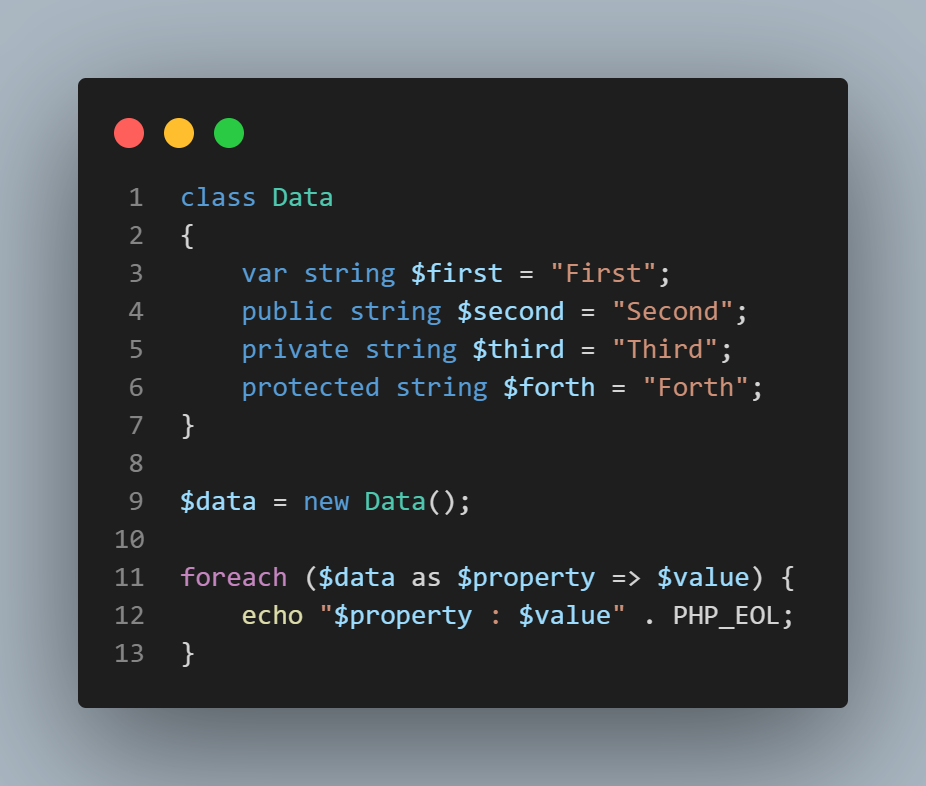 1 class Data
2 {
3     var string $first = "First";
4     public string $second = "Second";
5     private string $third = "Third";
6     protected string $forth = "Forth";
7 }
8
9 $data = new Data();
10
11 foreach ($data as $property => $value) {
12     echo "$property : $value" . PHP_EOL;
13 }